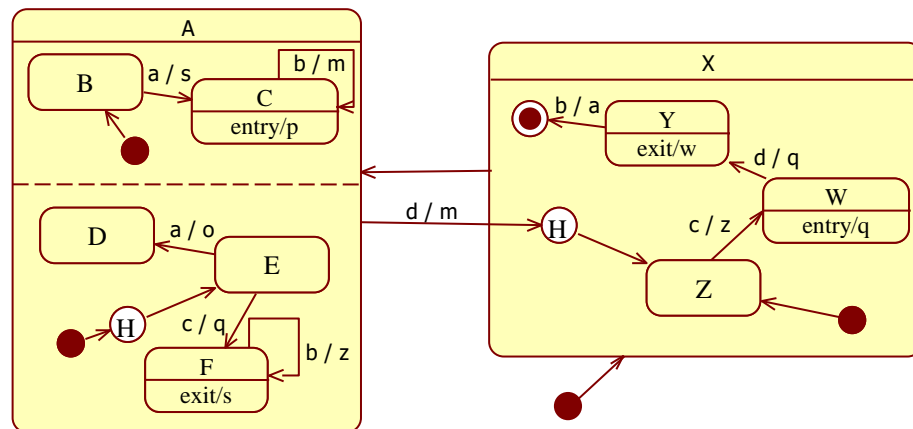 A
B
a / s
b / m
C
entry/p
D
a / o
E
H
c / q
b / z
F
exit/s
d / m
X
b / a
Y
exit/w
d / q
W
entry/q
H
c / z
Z